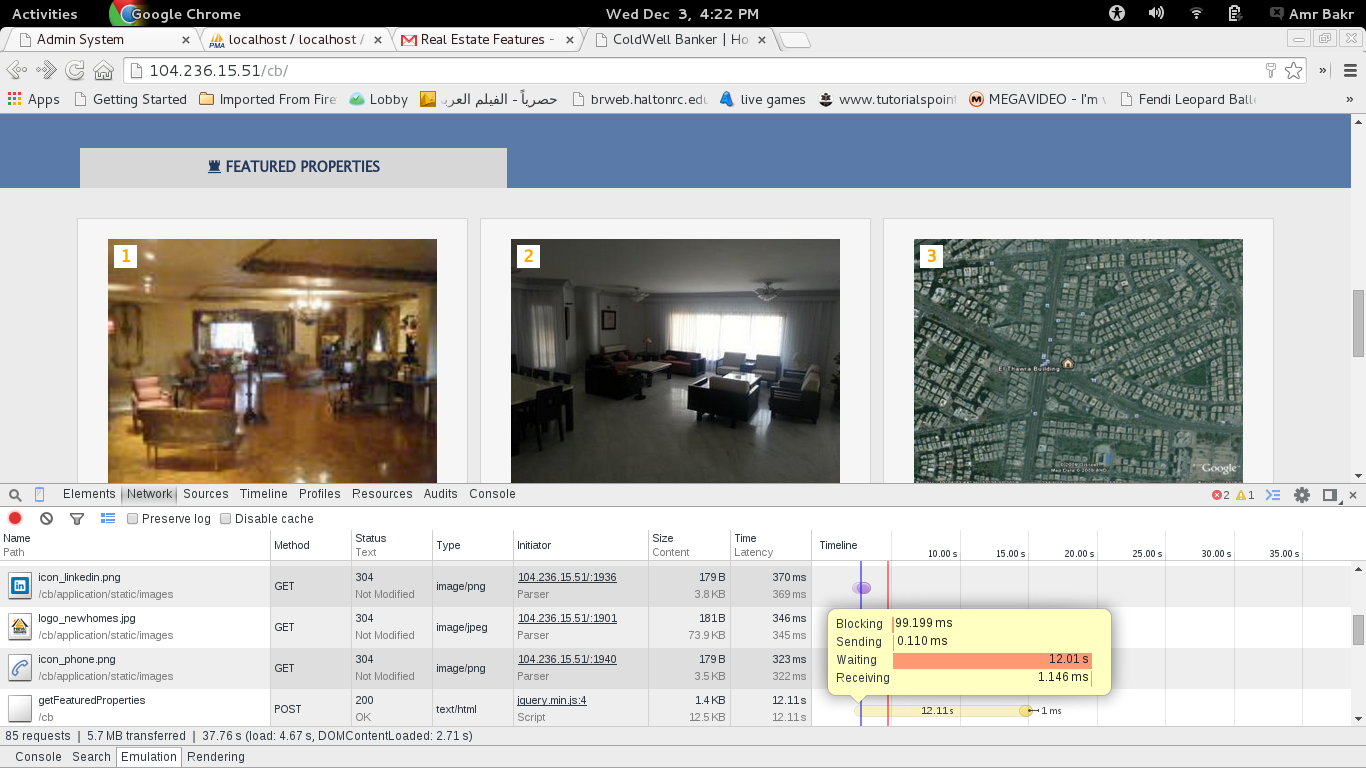 Activities
Google Chrome
Wed Dec 3, 4:22 PM
Amr Bakr
Admin System
localhost / localhost /
Real Estate Features -
ColdWell Banker | Ho
104.236.15.51/cb/
Apps
Getting Started
Imported From Fire
Lobby
حصرياً - الفيلم العرب
brweb.haltonrc.edu
live games
www.tutorialspoint
MEGAVIDEO - I'm
Fendi Leopard Balle
»
FEATURED PROPERTIES
1
2
3
El Thawra Building
Google
Elements Network Sources Timeline Profiles Resources Audits Console
2 1
Preserve log
Disable cache
Name Method Status Type Initiator Size Time Timeline
Path Text Content Latency
10.00 s 15.00 s 20.00 s 25.00 s 30.00 s 35.00 s
icon_linkedin.png GET 304 image/png 104.236.15.51/:1936 179 B 370 ms
/cb/application/static/images Not Modified Parser 3.8 KB 369 ms
logo_newhomes.jpg GET 304 image/jpeg 104.236.15.51/:1901 181 B 346 ms
/cb/application/static/images Not Modified Parser 73.9 KB 345 ms
icon_phone.png GET 304 image/png 104.236.15.51/:1940 179 B 323 ms
/cb/application/static/images Not Modified Parser 3.5 KB 322 ms
getFeaturedProperties POST 200 text/html jquery.min.js:4 1.4 KB 12.11 s
/cb OK Script 12.5 KB 12.11 s
Blocking 99.199 ms
Sending 0.110 ms
Waiting 12.01 s
Receiving 1.146 ms
12.11 s 1 ms
85 requests | 5.7 MB transferred | 37.76 s (load: 4.67 s, DOMContentLoaded: 2.71 s)
Console Search Emulation Rendering